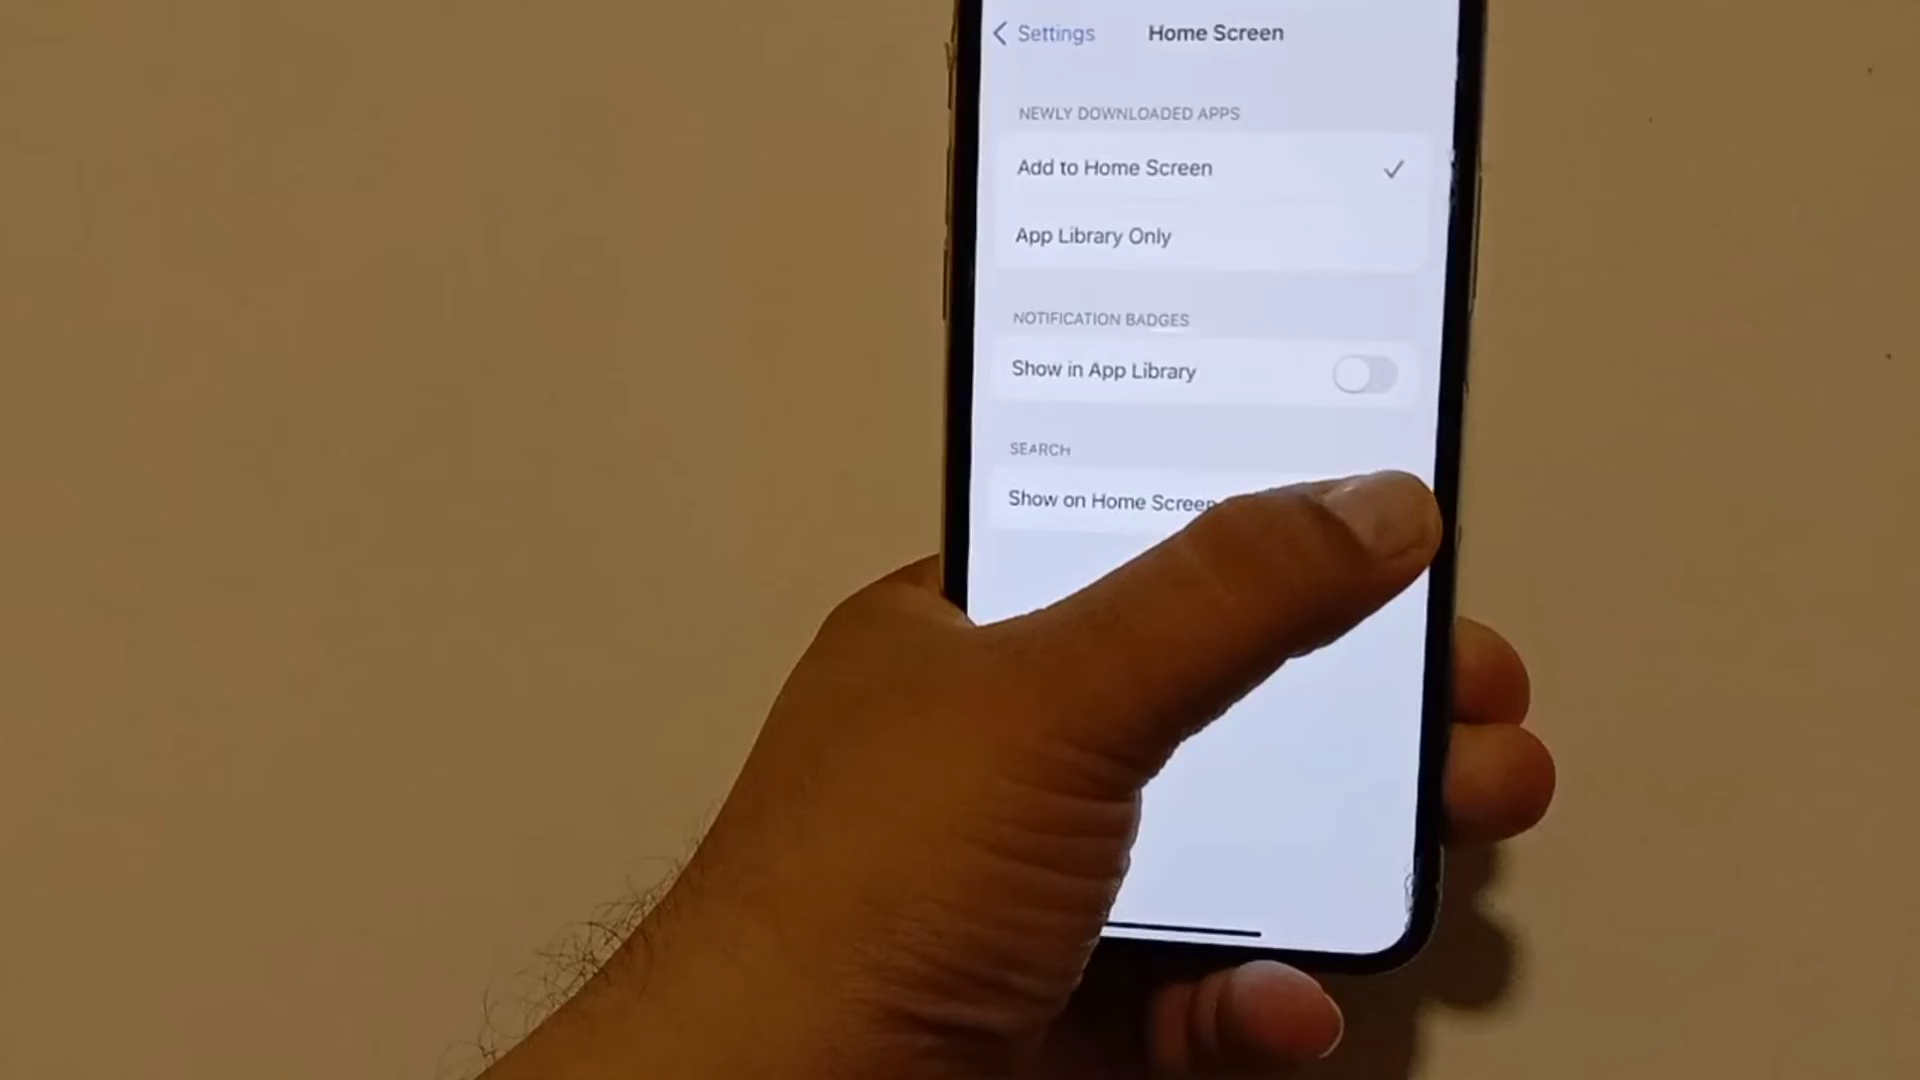 Settings
Home Screen
NEWLY DOWNLOADED APPS
Add to Home Screen
App Library Only
NOTIFICATION BADGES
Show in App Library
SEARCH
Show on Home Screen